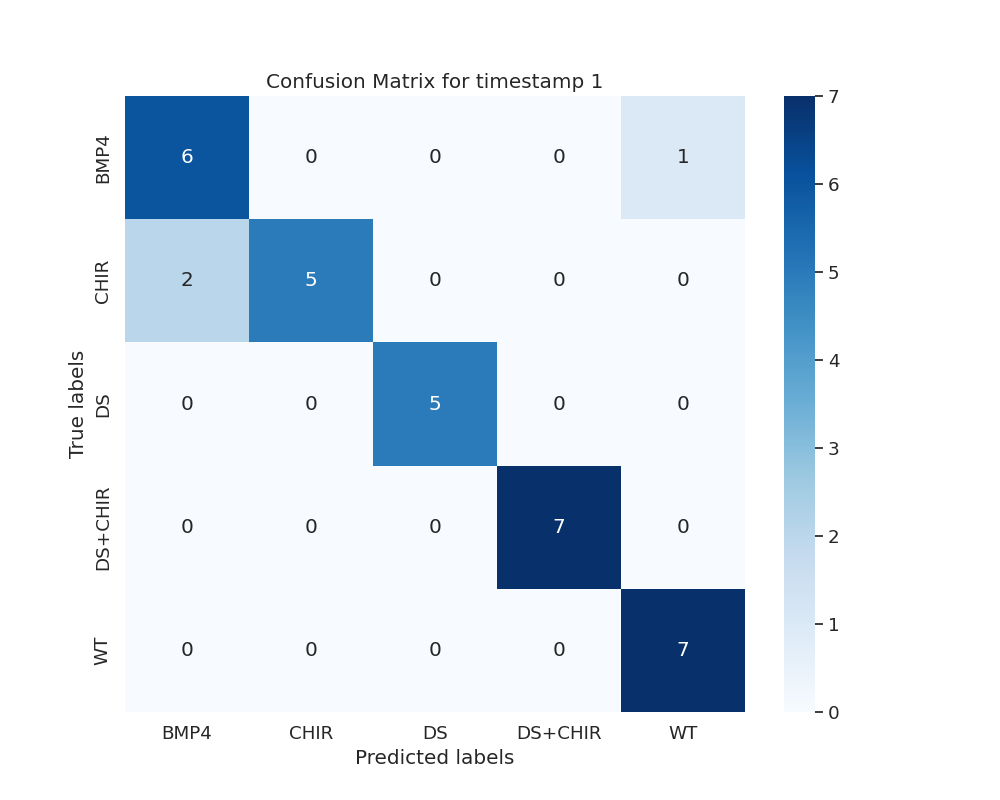 Confusion Matrix for timestamp 1
True labels
BMP4 6 0 0 0 1
CHIR 2 5 0 0 0
DS 0 0 5 0 0
DS+CHIR 0 0 0 7 0
WT 0 0 0 0 7
BMP4 CHIR DS DS+CHIR WT
Predicted labels
7
6
5
4
3
2
1
0